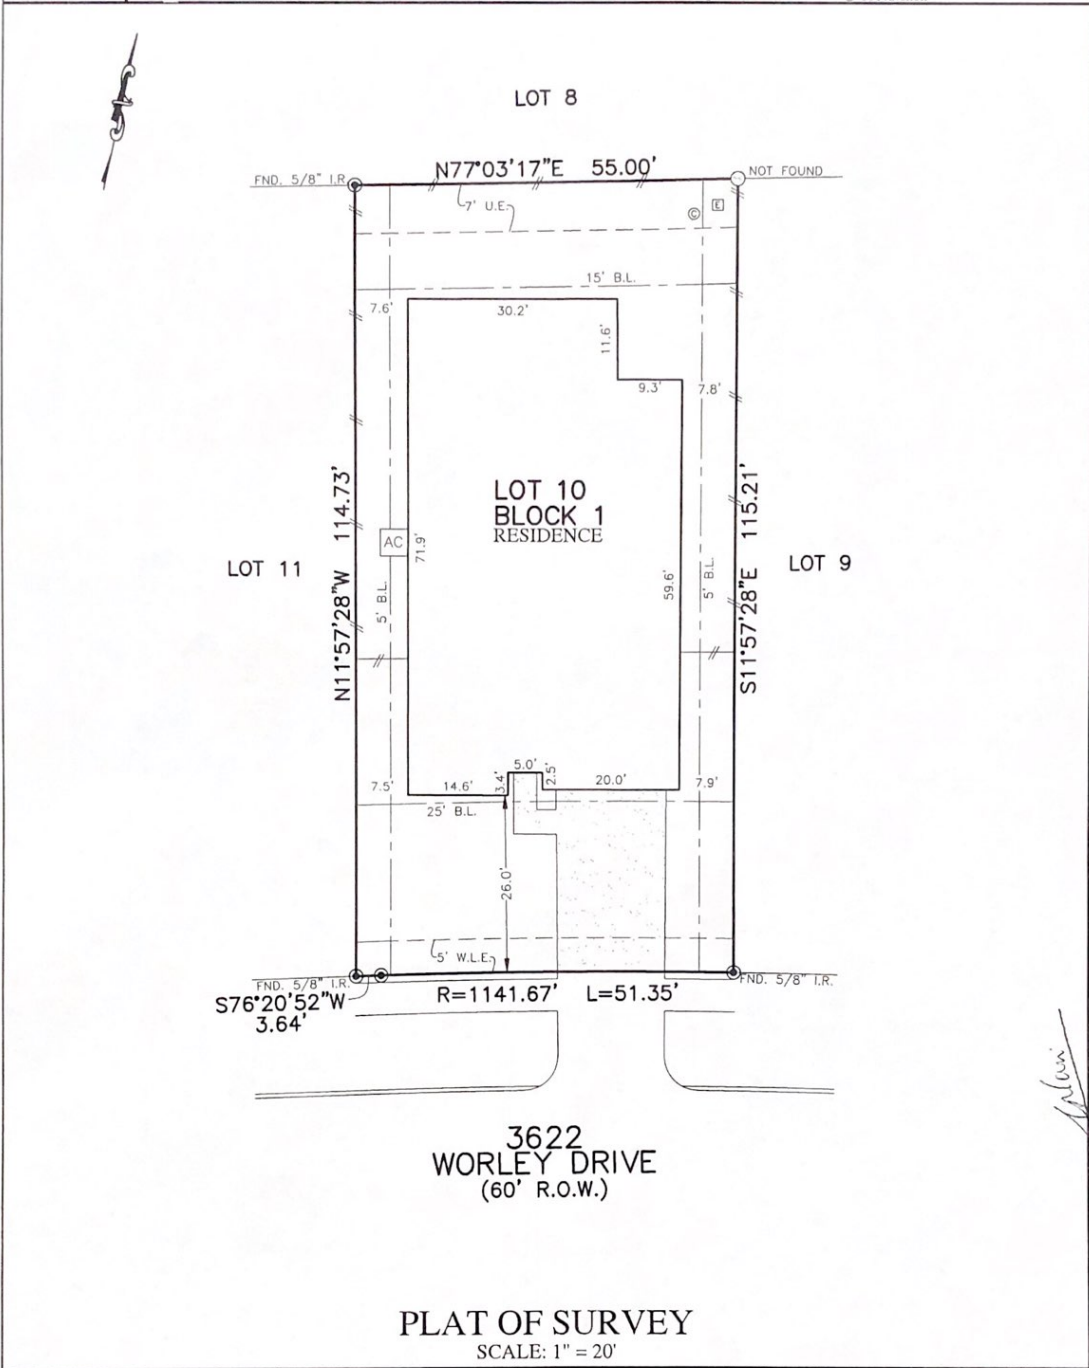 LOT 8
N77°03'17"E 55.00'
FND. 5/8" I.R.
NOT FOUND
7' U.E.
C
E
15' B.L.
7.6'
30.2'
11.6'
9.3'
7.8'
LOT 10
BLOCK 1
RESIDENCE
N11°57'28"W 114.73'
S11°57'28"E 115.21'
AC
71.9'
LOT 11
LOT 9
5' B.L.
59.6'
5' B.L.
5.0'
7.5'
14.6'
3.4'
2.5'
20.0'
7.9'
25' B.L.
26.0'
5' W.L.E.
FND. 5/8" I.R.
FND. 5/8" I.R.
S76°20'52"W
3.64'
R=1141.67' L=51.35'
3622
WORLEY DRIVE
(60' R.O.W.)
PLAT OF SURVEY
SCALE: 1" = 20'